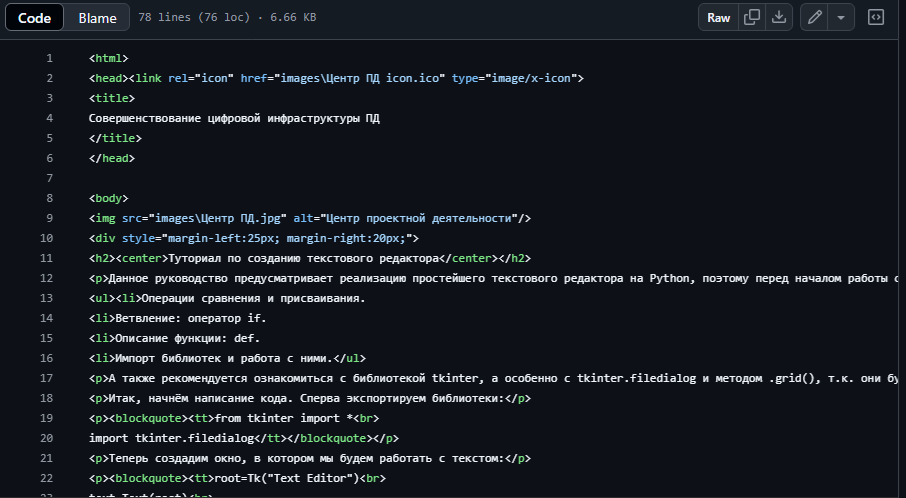 Code Blame 78 lines (76 loc) · 6.66 KB Raw
1 <html>
2 <head><link rel="icon" href="images\Центр ПД icon.ico" type="image/x-icon">
3 <title>
4 Совершенствование цифровой инфраструктуры ПД
5 </title>
6 </head>
7
8 <body>
9 <img src="images\Центр ПД.jpg" alt="Центр проектной деятельности"/>
10 <div style="margin-left:25px; margin-right:20px;">
11 <h2><center>Туториал по созданию текстового редактора</center></h2>
12 <p>Данное руководство предусматривает реализацию простейшего текстового редактора на Python, поэтому перед началом работы с
13 <ul><li>Операции сравнения и присваивания.
14 <li>Ветвление: оператор if.
15 <li>Описание функции: def.
16 <li>Импорт библиотек и работа с ними.</ul>
17 <p>А также рекомендуется ознакомиться с библиотекой tkinter, а особенно с tkinter.filedialog и методом .grid(), т.к. они бу
18 <p>Итак, начнём написание кода. Сперва экспортируем библиотеки:</p>
19 <p><blockquote><tt>from tkinter import *<br>
20 import tkinter.filedialog</tt></blockquote></p>
21 <p>Теперь создадим окно, в котором мы будем работать с текстом:</p>
22 <p><blockquote><tt>root=Tk("Text Editor")<br>